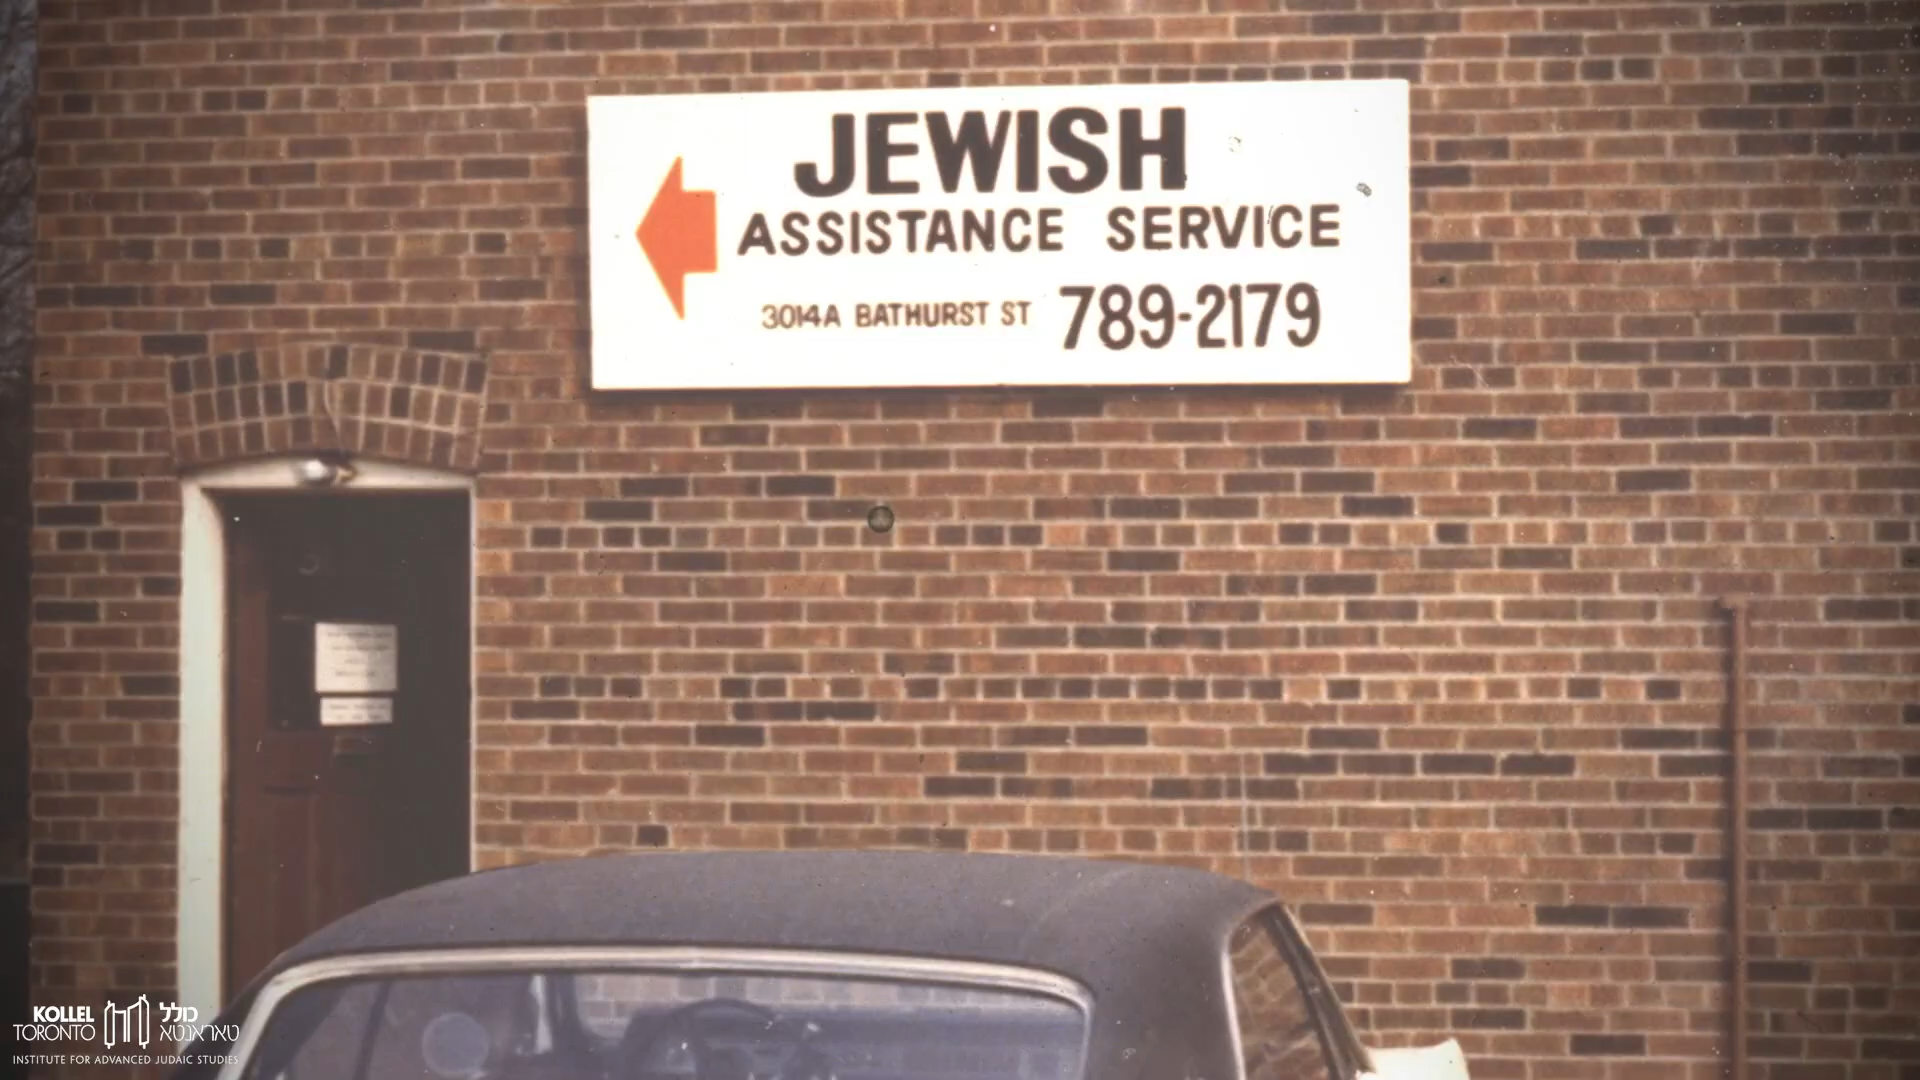 JEWISH
ASSISTANCE SERVICE
3014A BATHURST ST 789-2179
KOLLEL כולל
TORONTO טאראנטא
INSTITUTE FOR ADVANCED JUDAIC STUDIES